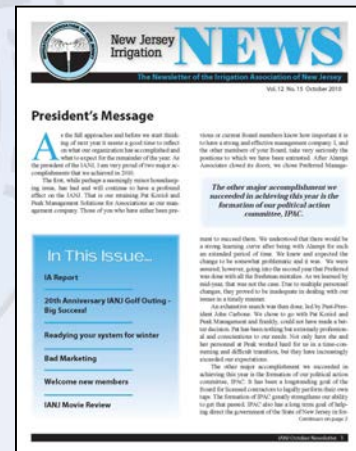 New Jersey
Irrigation
NEWS
The Newsletter of the Irrigation Association of New Jersey
Vol. 12 No. 15 October 2010
President's Message
As the fall approaches and before we start think-
ing of next year it seems a good time to reflect
on what our organization has accomplished and
what to expect for the remainder of the year. As
the president of the IANJ, I am very proud of two major ac-
complishments that we achieved in 2010.
The first, while perhaps a seemingly minor housekeep-
ing issue, has had and will continue to have a profound
effect on the IANJ. That is our retaining Pat Koziol and
Peak Management Solutions for Associations as our man-
agement company. Those of you who have either been pre-
In This Issue...
IA Report
20th Anniversary IANJ Golf Outing –
Big Success!
Readying your system for winter
Bad Marketing
Welcome new members
IANJ Movie Review
vious or current Board members know how important it is
to have a strong and effective management company. I, and
the other members of your Board, take very seriously the
positions to which we have been entrusted. After
Associates closed its doors, we chose Preferred Manage-
The other major accomplishment we
succeeded in achieving this year is the
formation of our political action
committee, IPAC.
ment to succeed them. We understood that there would be
a strong learning curve after being with for such
an extended period of time. We knew and expected the
change to be somewhat problematic and it was. We were
assured; however, going into the second year that Preferred
was done with all the freshman mistakes. As we learned by
mid-year, that was not the case. Due to multiple personnel
changes, they proved to be inadequate in dealing with our
issues in a timely manner.
An exhaustive search was then done, led by Past-Pres-
ident John Carbone. We chose to go with Pat Koziol and
Peak Management and frankly, could not have made a bet-
ter decision. Pat has been nothing but extremely profession-
al and conscientious to our needs. Not only have she and
her personnel at Peak worked hard for us in a time-con-
suming and difficult transition, but they have increasingly
exceeded our expectations.
The other major accomplishment we succeeded in
achieving this year is the formation of our political action
committee, IPAC. It has been a longstanding goal of the
Board for licensed contractors to legally perform their own
taps. The formation of IPAC greatly strengthens our ability
to get that passed. IPAC also has a long term goal of help-
ing direct the government of the State of New Jersey in for-
Continues on page 2
IANJ October Newsletter 1